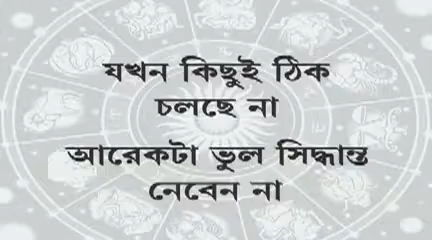 যখন কিছুই ঠিক
চলছে না
আরেকটা ভুল সিদ্ধান্ত
নেবেন না